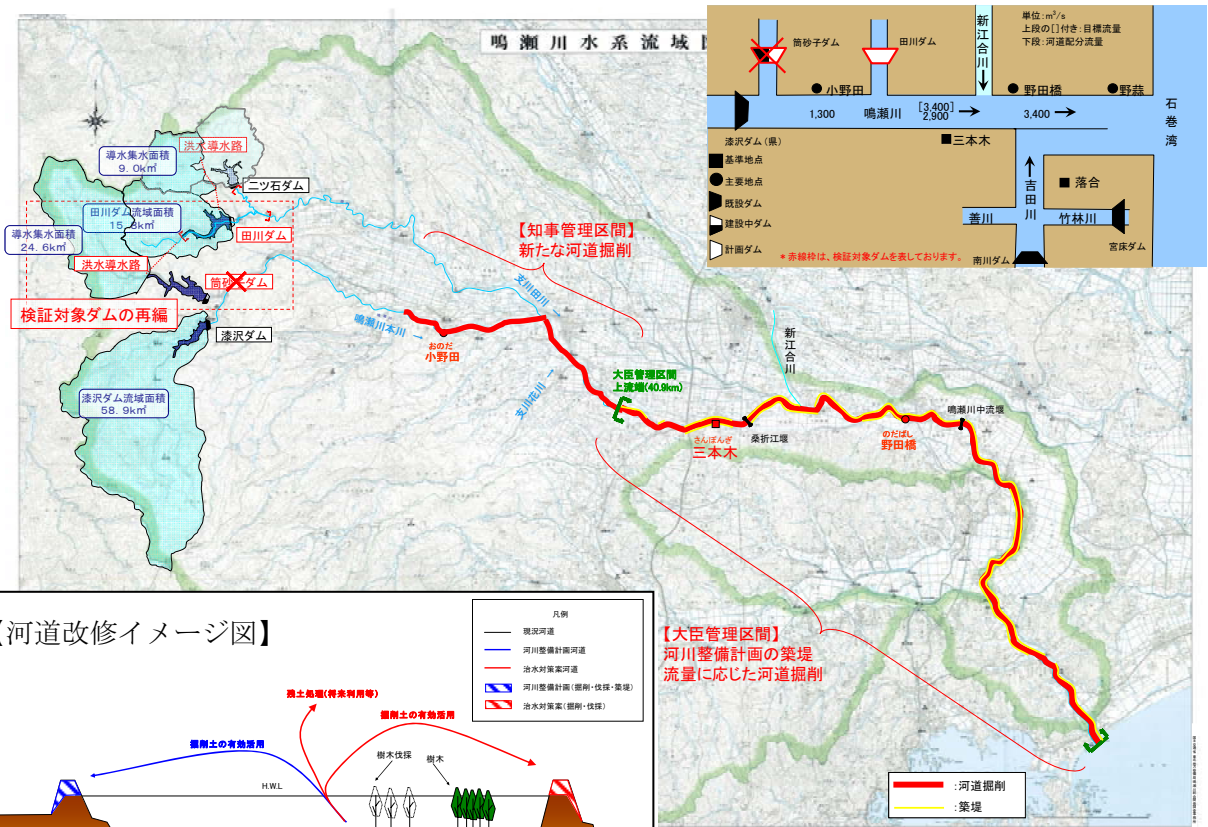 鳴瀬川水系流域
単位:m³/s
上段の[]付き:目標流量
下段:河道配分流量
新江合川
筒砂子ダム
田川ダム
小野田
野田橋
野蒜
1,300
鳴瀬川
[3,400]
2,900
3,400
石巻湾
漆沢ダム(県)
三本木
基準地点
主要地点
既設ダム
建設中ダム
計画ダム
吉田川
落合
善川
竹林川
宮床ダム
南川ダム
*赤線枠は、検証対象ダムを表しております。
洪水導水路
導水集水面積
9.0k㎡
二ツ石ダム
田川ダム流域面積
田川ダム
導水集水面積
24.6k㎡
洪水導水路
筒砂子ダム
検証対象ダムの再編
漆沢ダム
漆沢ダム流域面積
58.9k㎡
【知事管理区間】
新たな河道掘削
支川田川
鳴瀬川本川
おのだ
小野田
支川花川
大臣管理区間
上流端(40.9km)
新江合川
さんぼんぎ
三本木
桑折江堰
のだばし
野田橋
鳴瀬川中流堰
【大臣管理区間】
河川整備計画の築堤
流量に応じた河道掘削
:河道掘削
:築堤
【河道改修イメージ図】
凡例
現況河道
河川整備計画河道
治水対策案河道
河川整備計画(掘削・伐採・築堤)
治水対策案(掘削・伐採)
残土処理(将来利用等)
掘削土の有効活用
掘削土の有効活用
樹木伐採
樹木
H.W.L